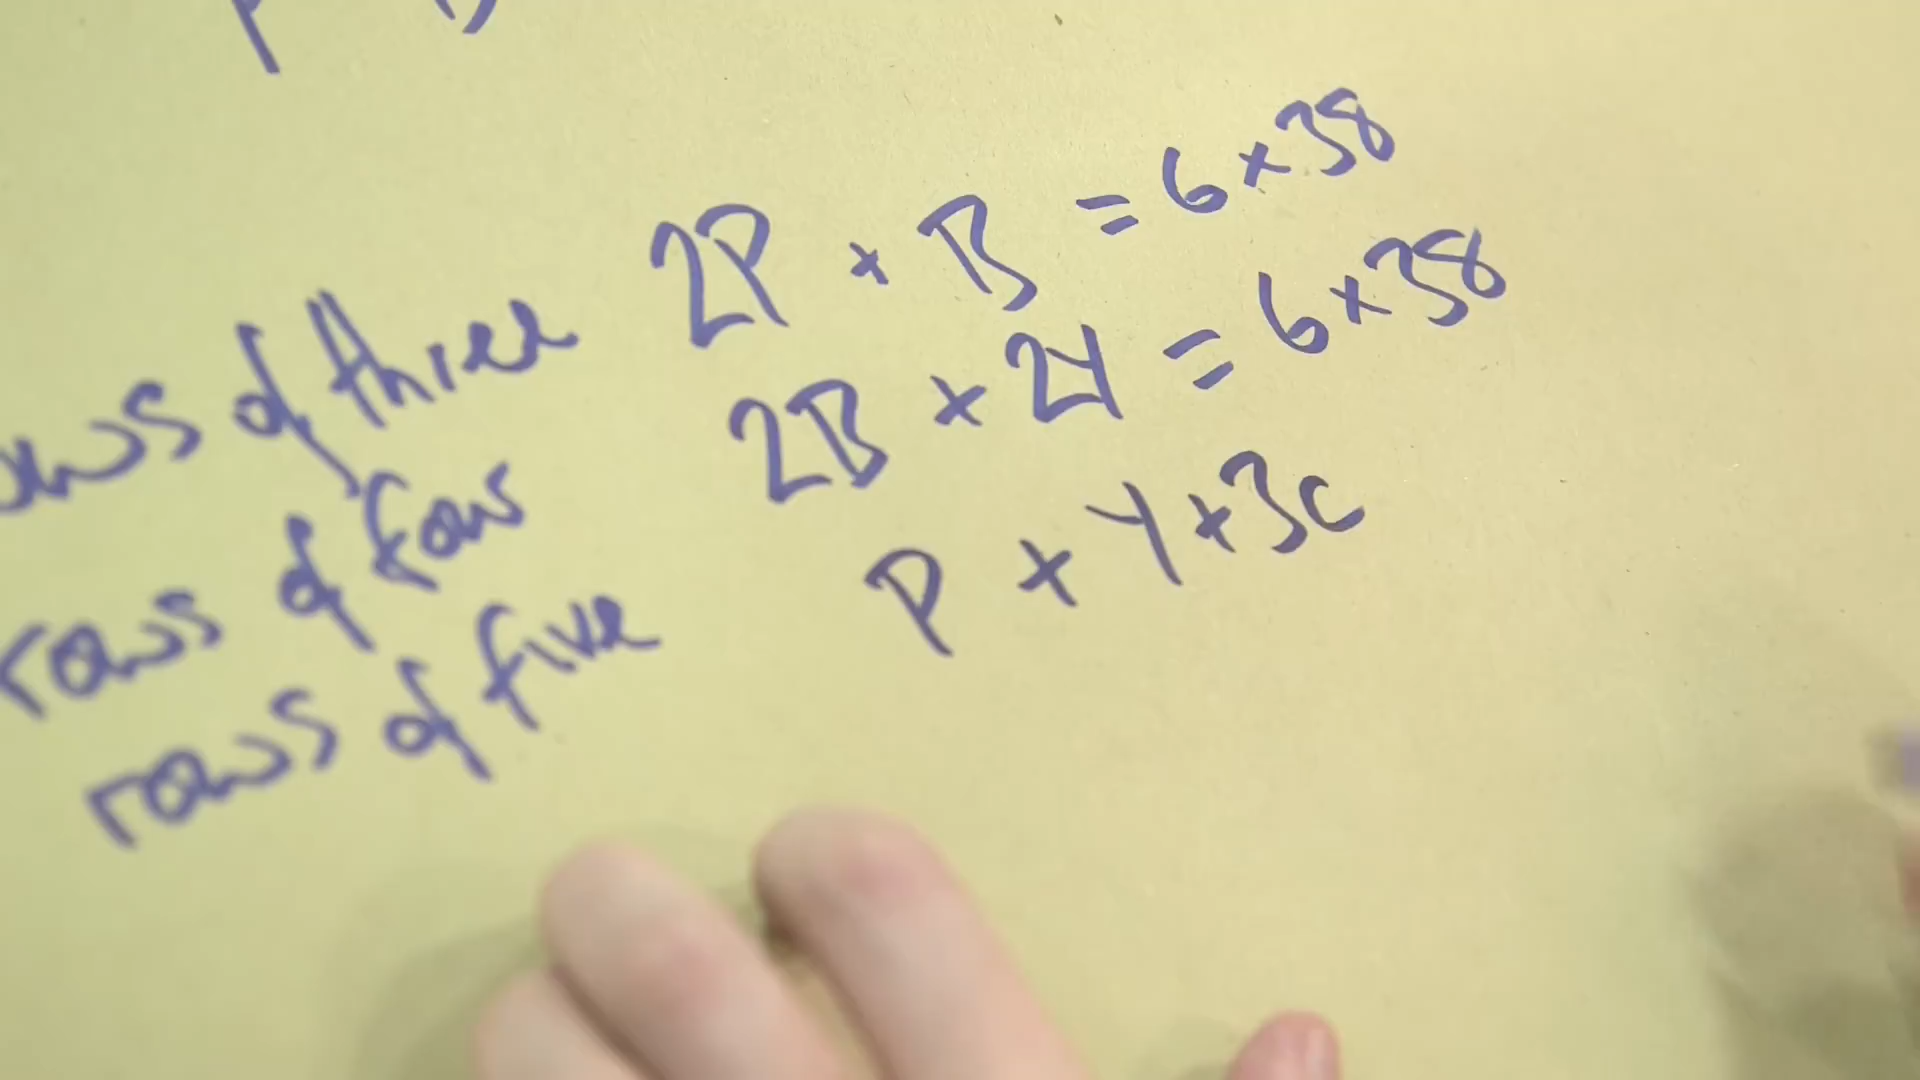 P
rows of three 2P + B = 6×38
rows of four 2B + 2Y = 6×38
rows of five P + Y + 3C